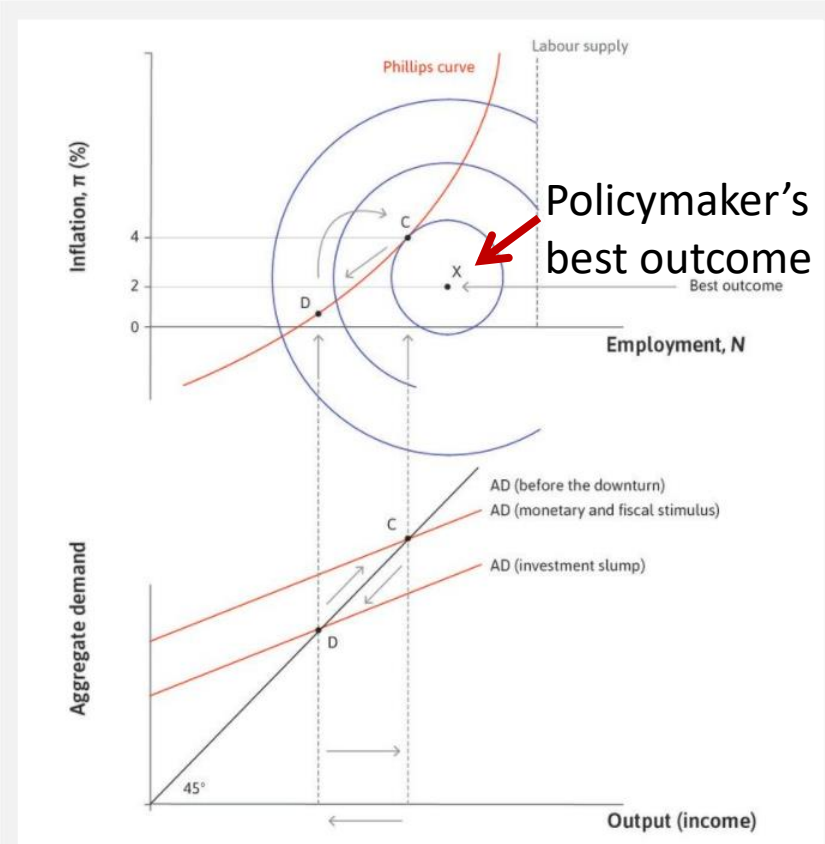 Labour supply
Phillips curve
Inflation, π (%)
Policymaker's
best outcome
4
C
X
2
Best outcome
D
0
Employment, N
AD (before the downturn)
AD (monetary and fiscal stimulus)
C
AD (investment slump)
Aggregate demand
D
45°
Output (income)